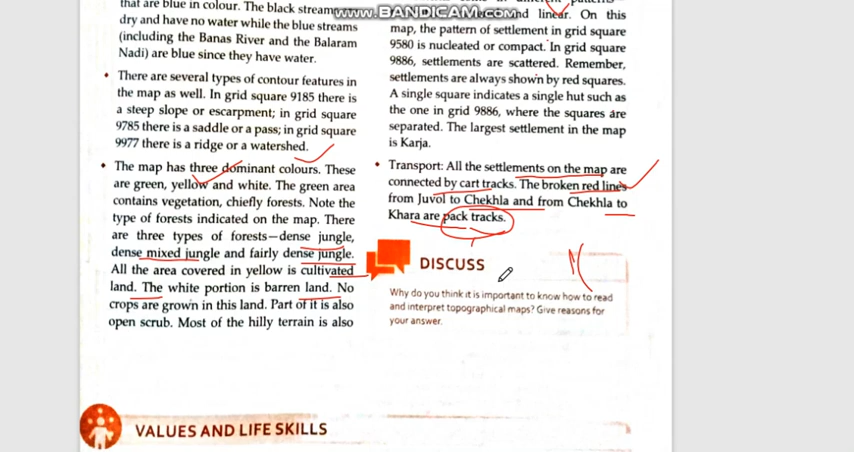 www.BANDICAM.com
that are blue in colour. The black streams are
dry and have no water while the blue streams
(including the Banas River and the Balaram
Nadi) are blue since they have water.
• There are several types of contour features in
the map as well. In grid square 9185 there is
a steep slope or escarpment; in grid square
9785 there is a saddle or a pass; in grid square
9977 there is a ridge or a watershed.
• The map has three dominant colours. These
are green, yellow and white. The green area
contains vegetation, chiefly forests. Note the
type of forests indicated on the map. There
are three types of forests—dense jungle,
dense mixed jungle and fairly dense jungle.
All the area covered in yellow is cultivated
land. The white portion is barren land. No
crops are grown in this land. Part of it is also
open scrub. Most of the hilly terrain is also
and linear. On this
map, the pattern of settlement in grid square
9580 is nucleated or compact. In grid square
9886, settlements are scattered. Remember,
settlements are always shown by red squares.
A single square indicates a single hut such as
the one in grid 9886, where the squares are
separated. The largest settlement in the map
is Karja.
• Transport: All the settlements on the map are
connected by cart tracks. The broken red lines
from Juvol to Chekhla and from Chekhla to
Khara are pack tracks.
DISCUSS
Why do you think it is important to know how to read
and interpret topographical maps? Give reasons for
your answer.
VALUES AND LIFE SKILLS